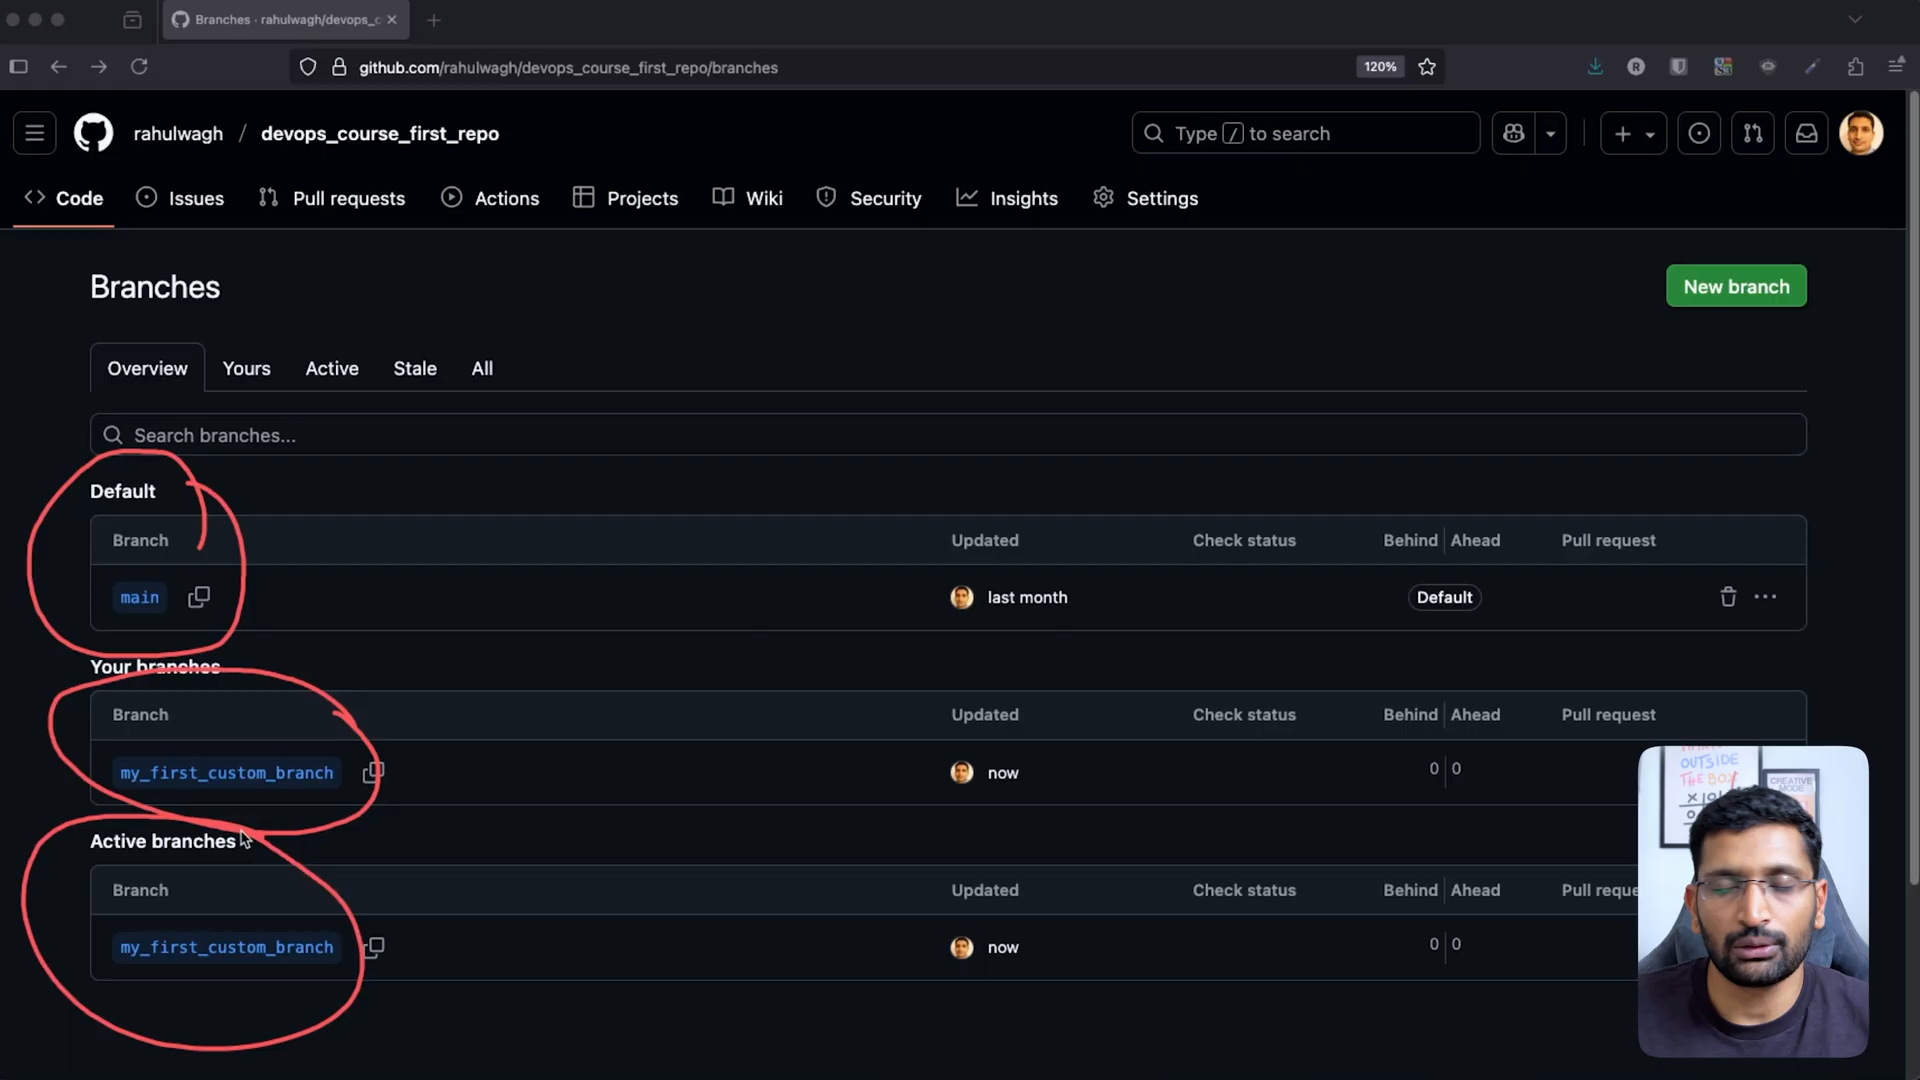 Branches · rahulwagh/devops_c
github.com/rahulwagh/devops_course_first_repo/branches
120%
rahulwagh / devops_course_first_repo
Type / to search
Code Issues Pull requests Actions Projects Wiki Security Insights Settings
Branches
New branch
Overview Yours Active Stale All
Search branches...
Default
Branch Updated Check status Behind Ahead Pull request
main last month Default
Your branches
Branch Updated Check status Behind Ahead Pull request
my_first_custom_branch now 0 0
OUTSIDE
THE BOX
CREATIVE
MODE
Active branches
Branch Updated Check status Behind Ahead Pull reque
my_first_custom_branch now 0 0